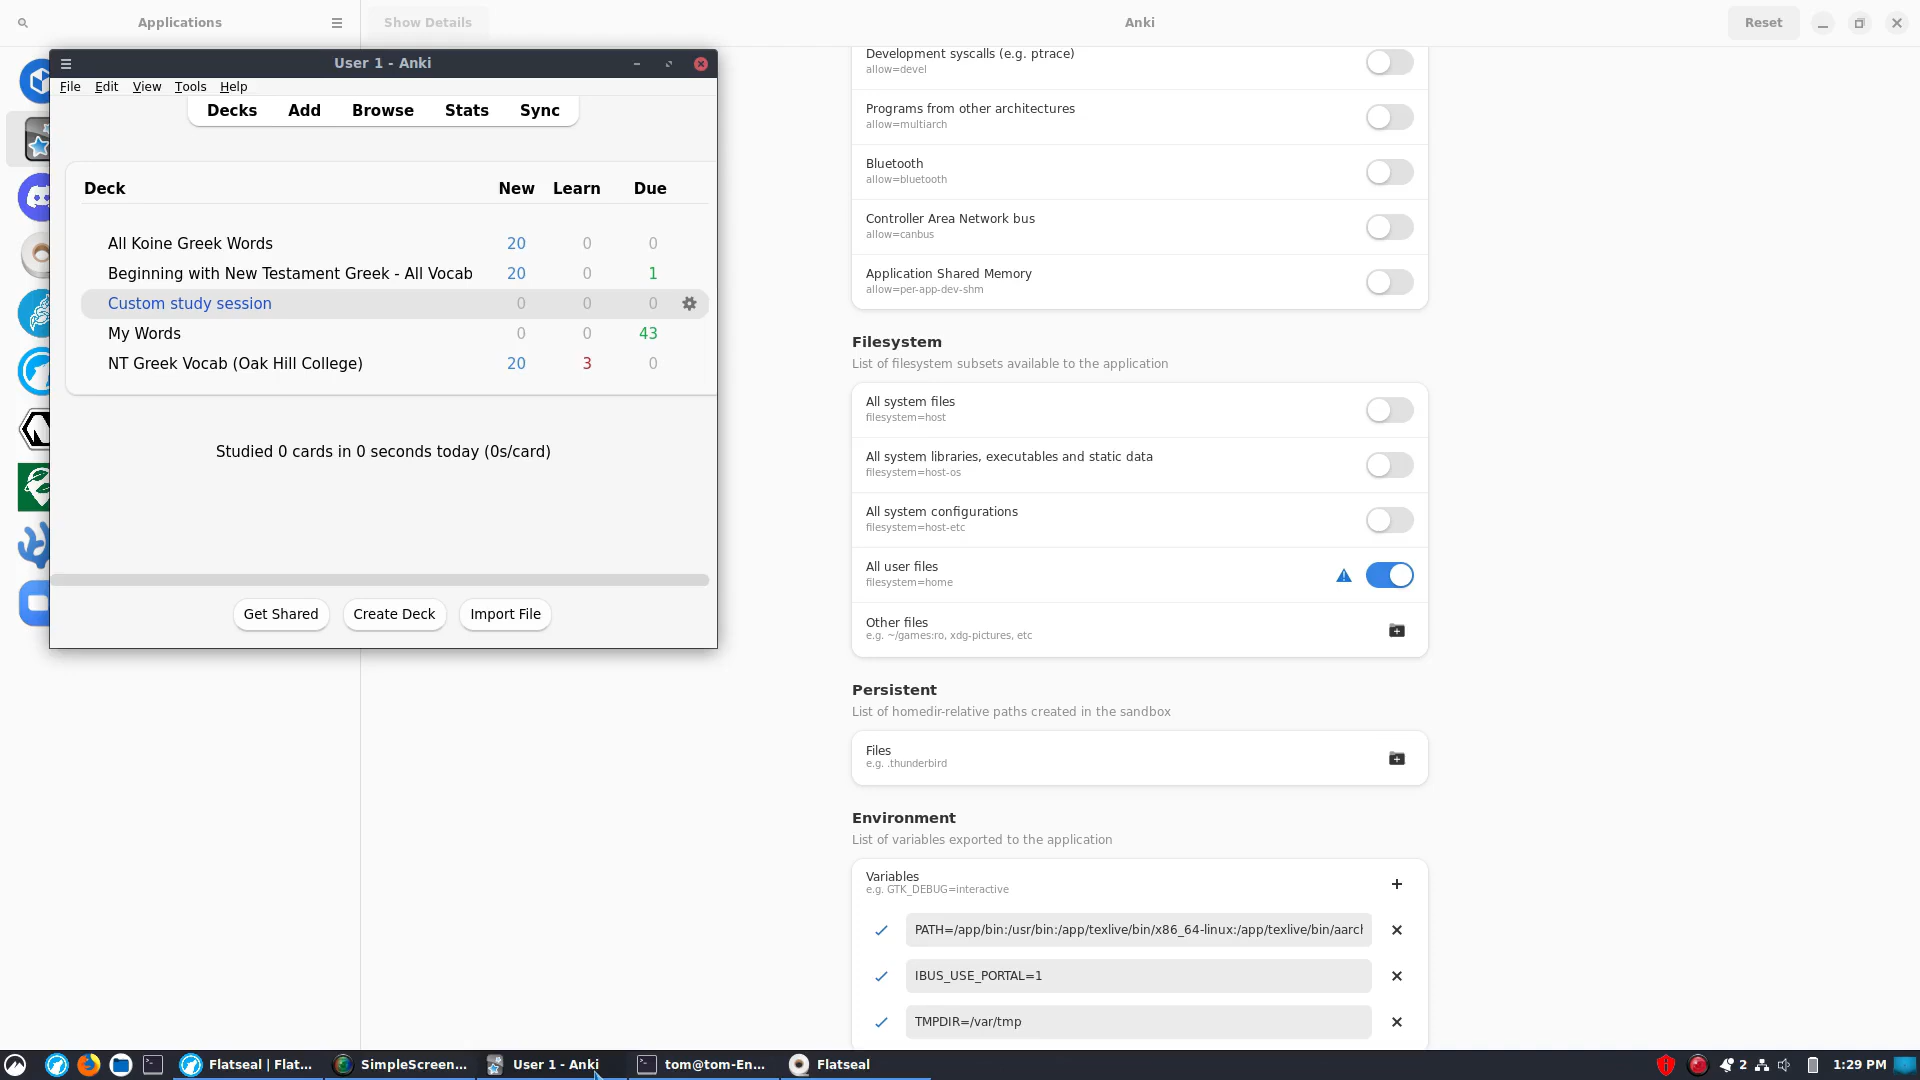 Applications
Show Details
Anki
Reset
User 1 - Anki
File Edit View Tools Help
Decks Add Browse Stats Sync
Deck New Learn Due
All Koine Greek Words 20 0 0
Beginning with New Testament Greek - All Vocab 20 0 1
Custom study session 0 0 0
My Words 0 0 43
NT Greek Vocab (Oak Hill College) 20 3 0
Studied 0 cards in 0 seconds today (0s/card)
Get Shared Create Deck Import File
Development syscalls (e.g. ptrace)
allow=devel
Programs from other architectures
allow=multiarch
Bluetooth
allow=bluetooth
Controller Area Network bus
allow=canbus
Application Shared Memory
allow=per-app-dev-shm
Filesystem
List of filesystem subsets available to the application
All system files
filesystem=host
All system libraries, executables and static data
filesystem=host-os
All system configurations
filesystem=host-etc
All user files
filesystem=home
Other files
e.g. ~/games:ro, xdg-pictures, etc
Persistent
List of homedir-relative paths created in the sandbox
Files
e.g. .thunderbird
Environment
List of variables exported to the application
Variables
e.g. GTK_DEBUG=interactive
PATH=/app/bin:/usr/bin:/app/texlive/bin/x86_64-linux:/app/texlive/bin/aarch
IBUS_USE_PORTAL=1
TMPDIR=/var/tmp
Flatseal | Flat... SimpleScreen... User 1 - Anki tom@tom-En... Flatseal 2 1:29 PM